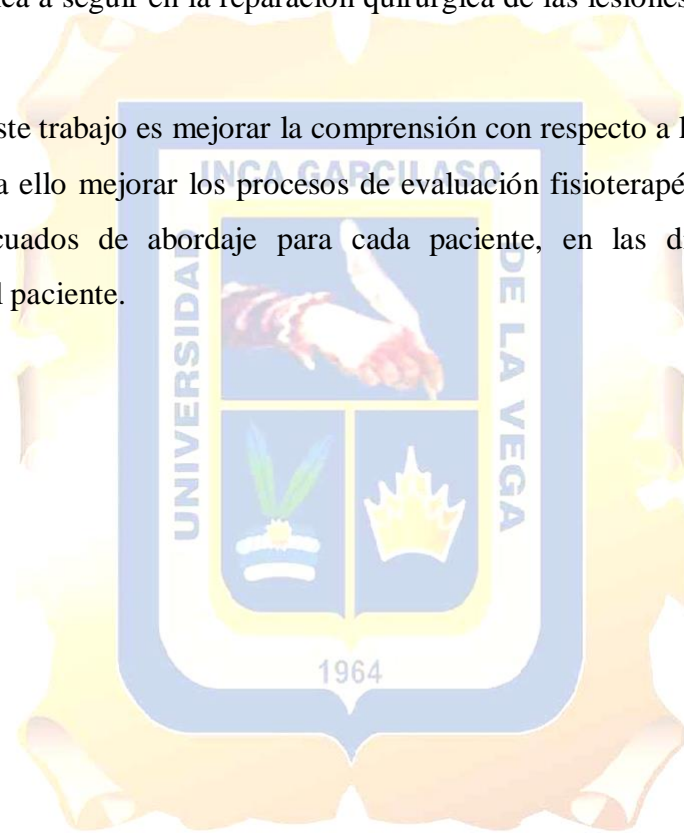 ica a seguir en la reparación quirúrgica de las lesiones
ste trabajo es mejorar la comprensión con respecto a l
a ello mejorar los procesos de evaluación fisioterapé
cuados de abordaje para cada paciente, en las d
l paciente.
INCA GARCILASO
UNIVERSIDAD
DE LA VEGA
1964